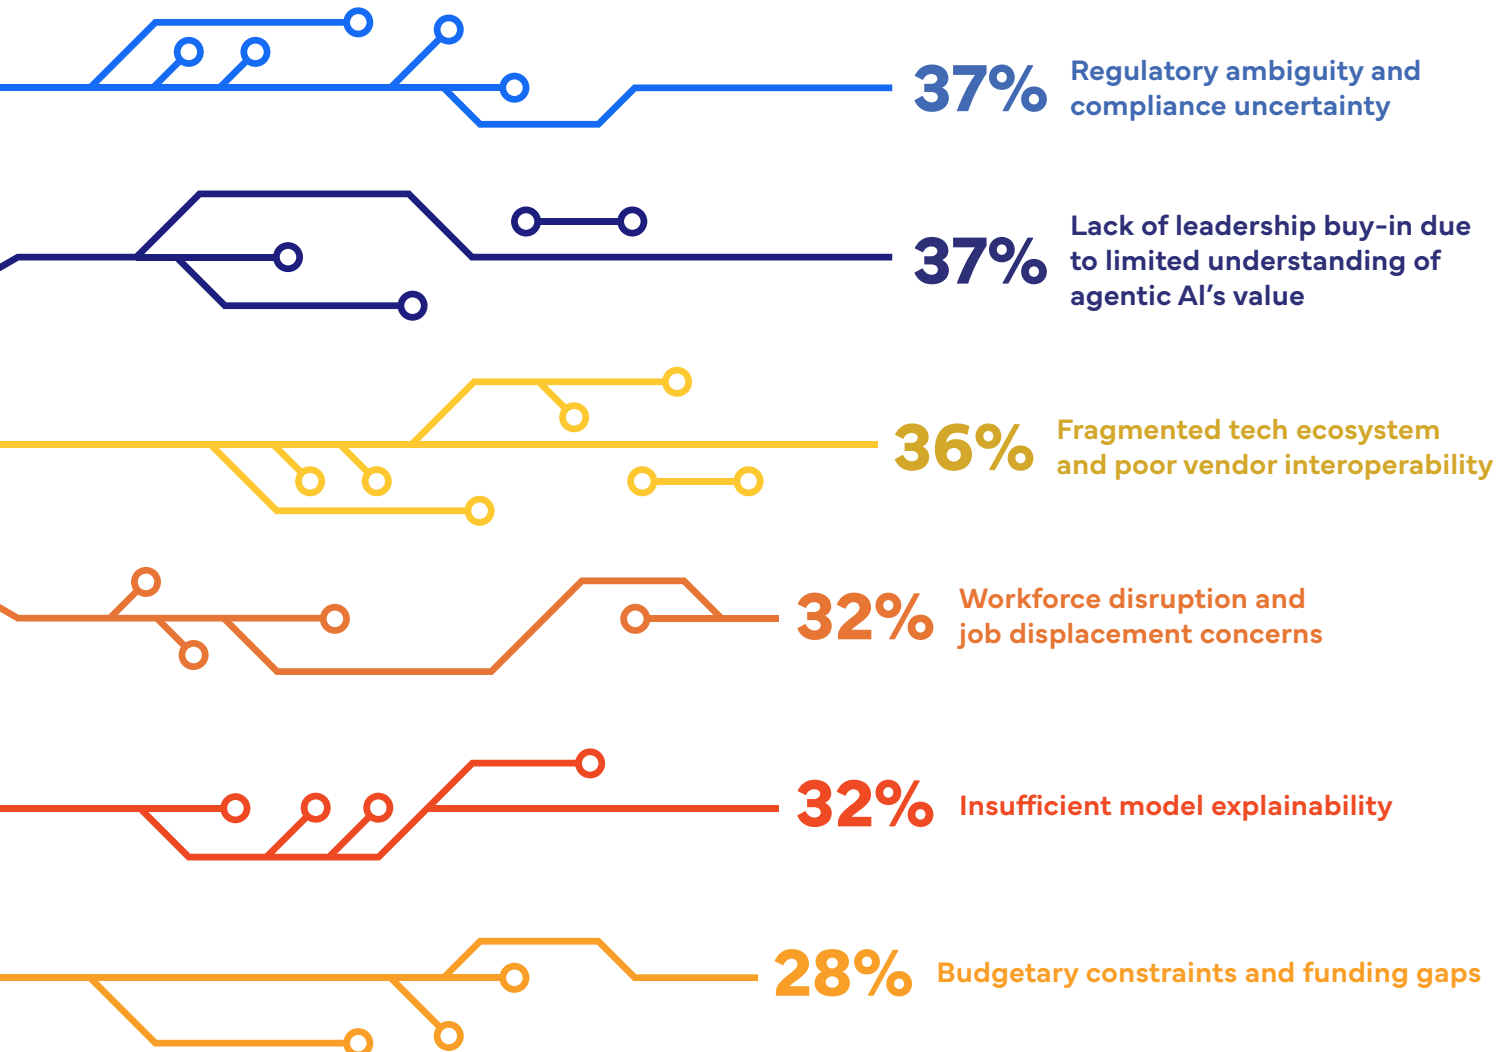 37%
Regulatory ambiguity and
compliance uncertainty
37%
Lack of leadership buy-in due
to limited understanding of
agentic AI’s value
36%
Fragmented tech ecosystem
and poor vendor interoperability
32%
Workforce disruption and
job displacement concerns
32%
Insufficient model explainability
28%
Budgetary constraints and funding gaps